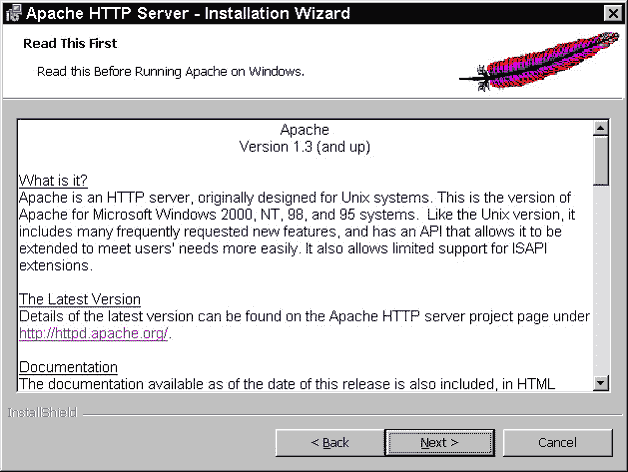 Apache HTTP Server - Installation Wizard
Read This First
Read this Before Running Apache on Windows.
Apache
Version 1.3 (and up)
What is it?
Apache is an HTTP server, originally designed for Unix systems. This is the version of
Apache for Microsoft Windows 2000, NT, 98, and 95 systems.  Like the Unix version, it
includes many frequently requested new features, and has an API that allows it to be
extended to meet users' needs more easily. It also allows limited support for ISAPI
extensions.
The Latest Version
Details of the latest version can be found on the Apache HTTP server project page under
http://httpd.apache.org/.
Documentation
The documentation available as of the date of this release is also included, in HTML
InstallShield
< Back
Next >
Cancel